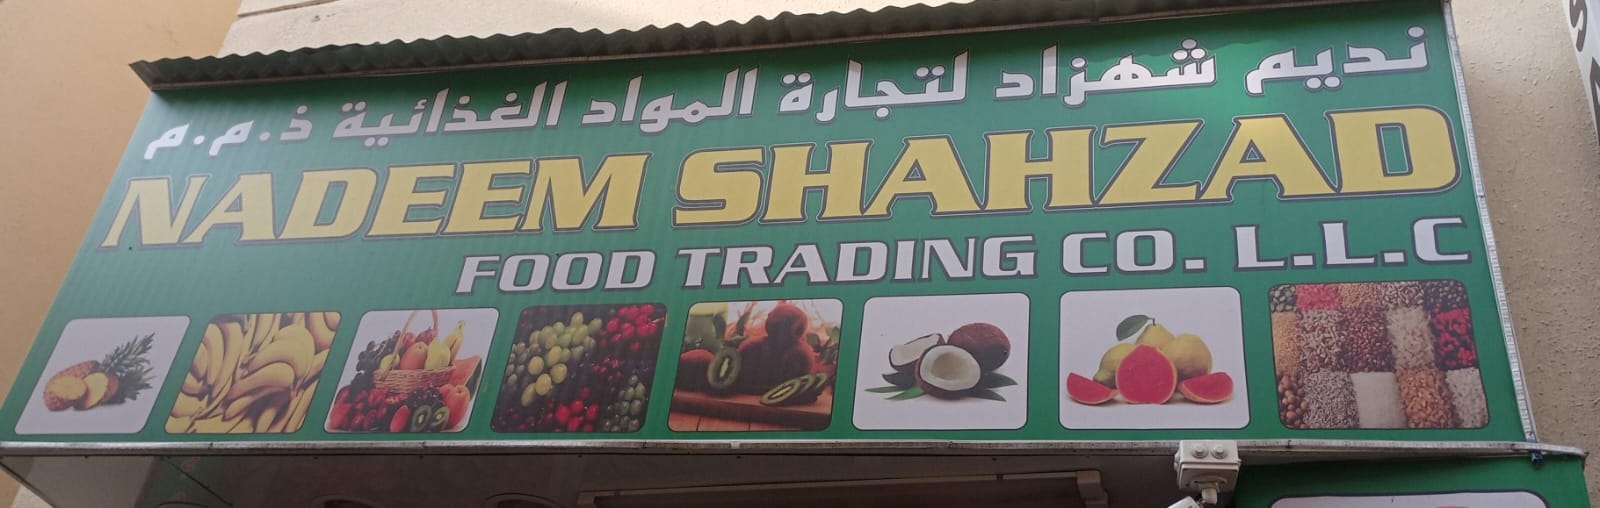 نديم شهزاد لتجارة المواد الغذائية ذ.م.م
NADEEM SHAHZAD
FOOD TRADING CO. L.L.C